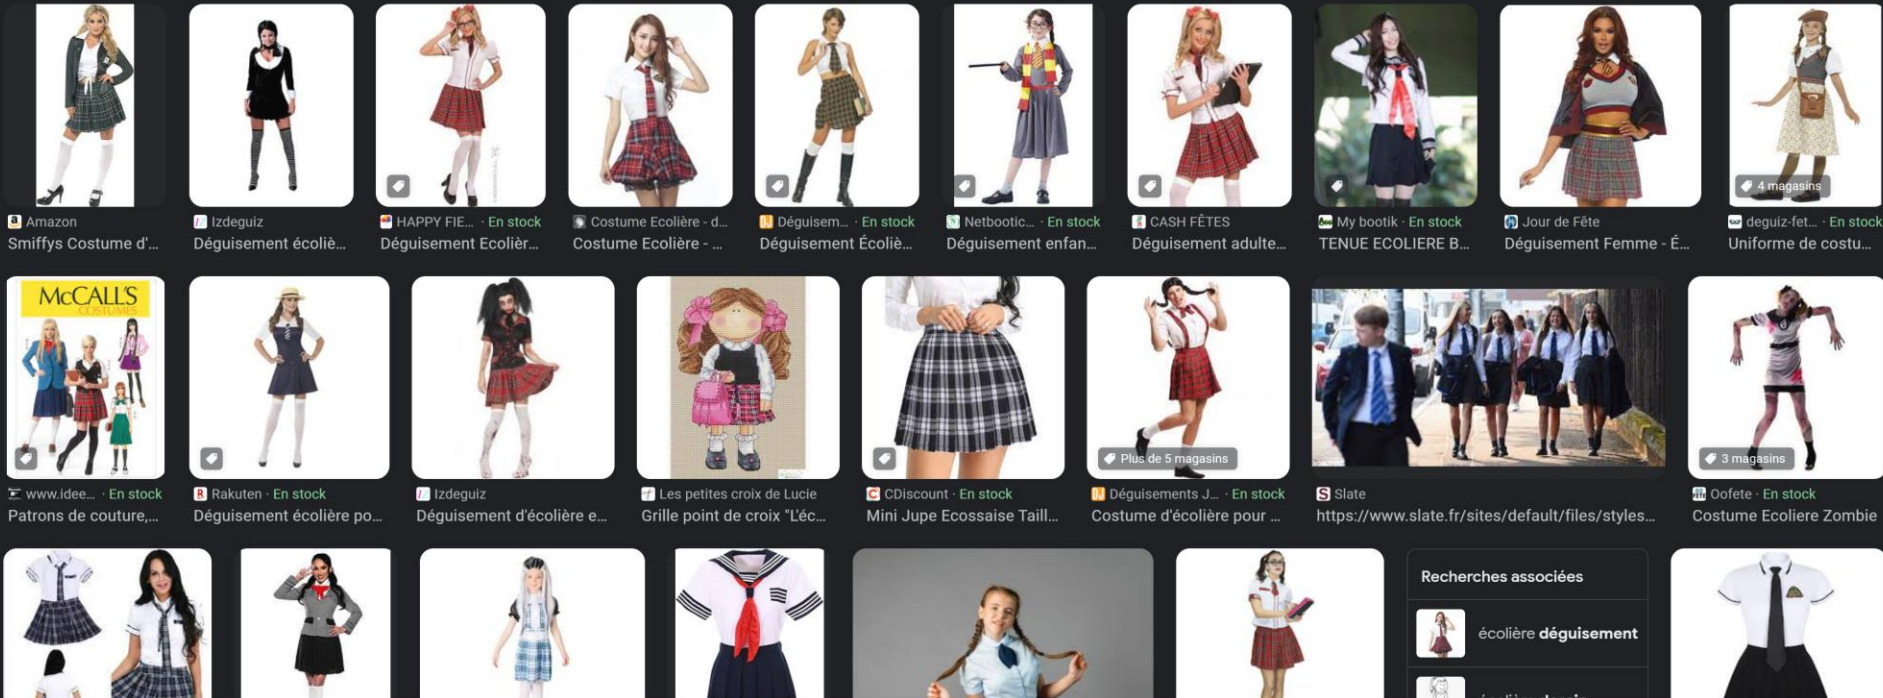 Amazon
Smiffys Costume d'...
Izdeguiz
Déguisement écoliè...
HAPPY FIE... · En stock
Déguisement Ecolièr...
Costume Ecolière - d...
Costume Ecolière - ...
Déguisem... · En stock
Déguisement Écoliè...
Netbootic... · En stock
Déguisement enfan...
CASH FÊTES
Déguisement adulte...
My bootik · En stock
TENUE ECOLIERE B...
Jour de Fête
Déguisement Femme - É...
4 magasins
deguiz-fet... · En stock
Uniforme de costu...
McCALL'S
COSTUMES
www.idee... · En stock
Patrons de couture,...
Rakuten · En stock
Déguisement écolière po...
Izdeguiz
Déguisement d'écolière e...
Les petites croix de Lucie
Grille point de croix "L'éc...
CDiscount · En stock
Mini Jupe Ecossaise Taill...
Plus de 5 magasins
Déguisements J... · En stock
Costume d'écolière pour ...
Slate
https://www.slate.fr/sites/default/files/styles...
3 magasins
Oofete · En stock
Costume Ecoliere Zombie
Recherches associées
écolière déguisement